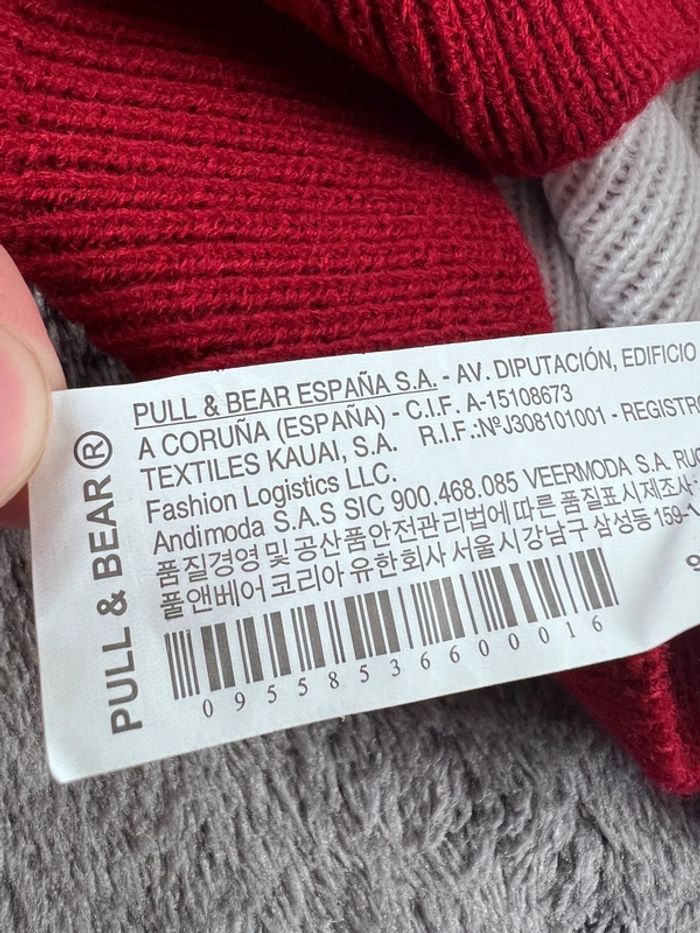 PULL & BEAR®
PULL & BEAR ESPAÑA S.A. - AV. DIPUTACIÓN, EDIFICIO
A CORUÑA (ESPAÑA) - C.I.F. A-15108673
TEXTILES KAUAI, S.A. R.I.F.:NºJ308101001 - REGISTRO
Fashion Logistics LLC.
Andimoda S.A.S SIC 900.468.085 VEERMODA S.A. RUC
품질경영 및 공산품안전관리법에 따른 품질표시제조사
풀앤베어 코리아 유한회사 서울시 강남구 삼성동 159-1
0955853660016